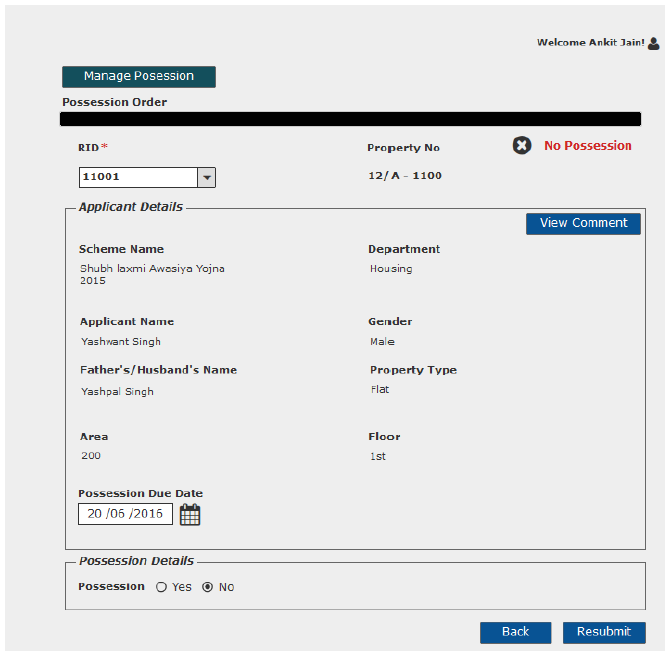 Welcome Ankit Jain!
Manage Posession
Possession Order
RID*
Property No
No Possession
11001
12/ A - 1100
Applicant Details
View Comment
Scheme Name
Department
Shubh laxmi Awasiya Yojna
2015
Housing
Applicant Name
Gender
Yashwant Singh
Male
Father's/Husband's Name
Property Type
Yashpal Singh
Flat
Area
Floor
200
1st
Possession Due Date
20 /06 /2016
Possession Details
Possession Yes No
Back
Resubmit